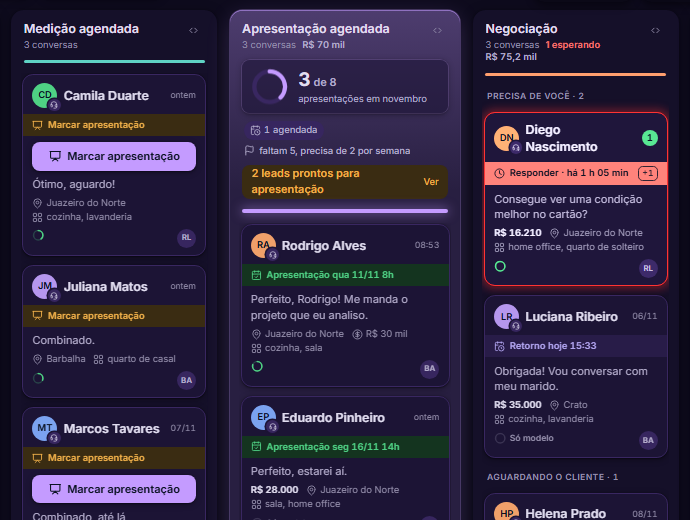 Medição agendada
3 conversas
CD Camila Duarte ontem
Marcar apresentação
Marcar apresentação
Ótimo, aguardo!
Juazeiro do Norte
cozinha, lavanderia
RL
JM Juliana Matos ontem
Marcar apresentação
Combinado.
Barbalha quarto de casal
BA
MT Marcos Tavares 07/11
Marcar apresentação
Marcar apresentação
Combinado, até lá
Apresentação agendada
3 conversas R$ 70 mil
3 de 8
apresentações em novembro
1 agendada
faltam 5, precisa de 2 por semana
2 leads prontos para
apresentação
Ver
RA Rodrigo Alves 08:53
Apresentação qua 11/11 8h
Perfeito, Rodrigo! Me manda o
projeto que eu analiso.
Juazeiro do Norte R$ 30 mil
cozinha, sala
BA
EP Eduardo Pinheiro ontem
Apresentação seg 16/11 14h
Perfeito, estarei aí.
R$ 28.000 Juazeiro do Norte
sala, home office
Negociação
3 conversas 1 esperando
R$ 75,2 mil
PRECISA DE VOCÊ · 2
DN Diego
Nascimento
1
Responder · há 1 h 05 min +1
Consegue ver uma condição
melhor no cartão?
R$ 16.210 Juazeiro do Norte
home office, quarto de solteiro
RL
LR Luciana Ribeiro 06/11
Retorno hoje 15:33
Obrigada! Vou conversar com
meu marido.
R$ 35.000 Crato
cozinha, lavanderia
Só modelo
BA
AGUARDANDO O CLIENTE · 1
HP Helena Prado 08/11